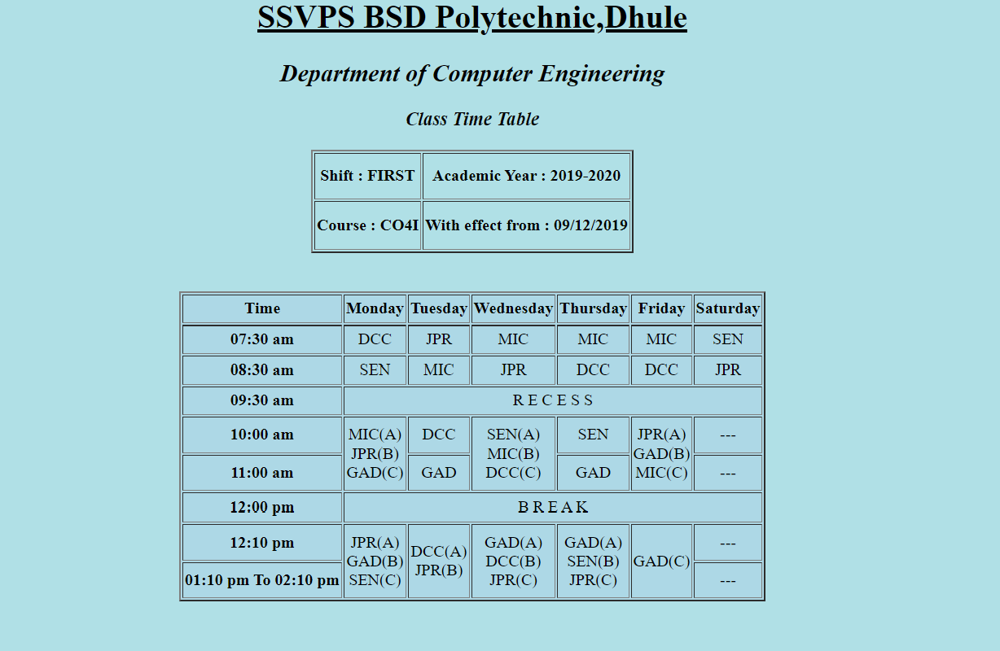 SSVPS BSD Polytechnic,Dhule
Department of Computer Engineering
Class Time Table
Shift : FIRST Academic Year : 2019-2020
Course : CO4I With effect from : 09/12/2019
Time Monday Tuesday Wednesday Thursday Friday Saturday
07:30 am DCC JPR MIC MIC MIC SEN
08:30 am SEN MIC JPR DCC DCC JPR
09:30 am R E C E S S
10:00 am MIC(A) DCC SEN(A) SEN JPR(A) ---
JPR(B) MIC(B) GAD(B)
11:00 am GAD(C) GAD DCC(C) GAD MIC(C) ---
12:00 pm B R E A K
12:10 pm JPR(A) DCC(A) GAD(A) GAD(A) ---
GAD(B) JPR(B) DCC(B) SEN(B) GAD(C)
01:10 pm To 02:10 pm SEN(C) JPR(C) JPR(C) ---